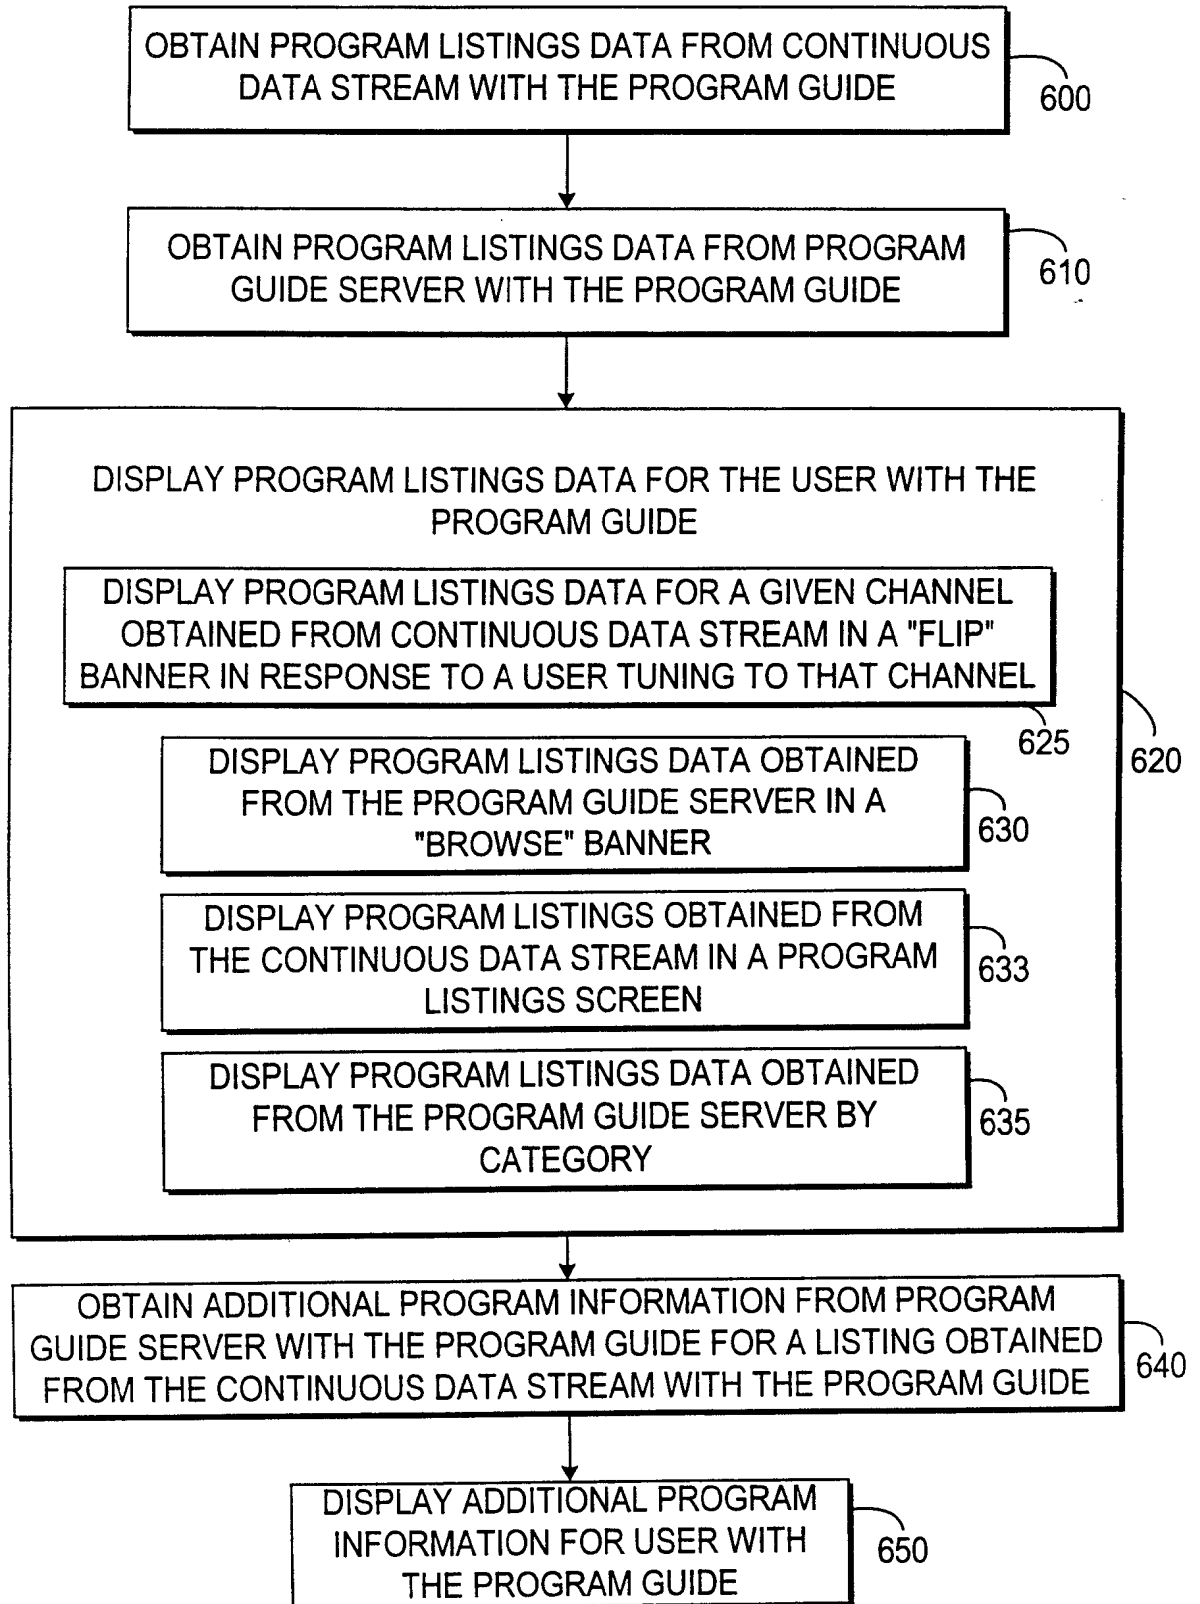 OBTAIN PROGRAM LISTINGS DATA FROM CONTINUOUS
DATA STREAM WITH THE PROGRAM GUIDE
600
OBTAIN PROGRAM LISTINGS DATA FROM PROGRAM
GUIDE SERVER WITH THE PROGRAM GUIDE
610
DISPLAY PROGRAM LISTINGS DATA FOR THE USER WITH THE
PROGRAM GUIDE
DISPLAY PROGRAM LISTINGS DATA FOR A GIVEN CHANNEL
OBTAINED FROM CONTINUOUS DATA STREAM IN A "FLIP"
BANNER IN RESPONSE TO A USER TUNING TO THAT CHANNEL
625
620
DISPLAY PROGRAM LISTINGS DATA OBTAINED
FROM THE PROGRAM GUIDE SERVER IN A
"BROWSE" BANNER
630
DISPLAY PROGRAM LISTINGS OBTAINED FROM
THE CONTINUOUS DATA STREAM IN A PROGRAM
LISTINGS SCREEN
633
DISPLAY PROGRAM LISTINGS DATA OBTAINED
FROM THE PROGRAM GUIDE SERVER BY
CATEGORY
635
OBTAIN ADDITIONAL PROGRAM INFORMATION FROM PROGRAM
GUIDE SERVER WITH THE PROGRAM GUIDE FOR A LISTING OBTAINED
FROM THE CONTINUOUS DATA STREAM WITH THE PROGRAM GUIDE
640
DISPLAY ADDITIONAL PROGRAM
INFORMATION FOR USER WITH
THE PROGRAM GUIDE
650